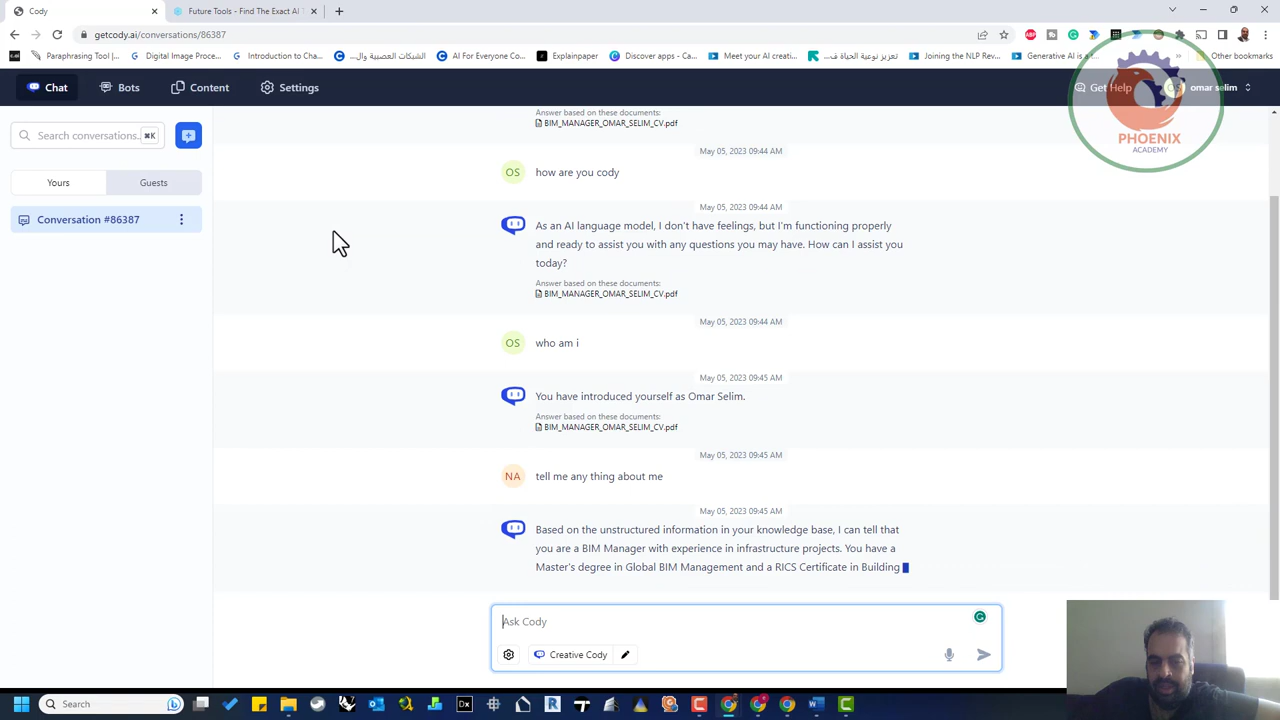 Cody
Future Tools - Find The Exact AI T
getcody.ai/conversations/86387
Paraphrasing Tool |...
Digital Image Proce...
Introduction to Cha...
الشبكات العصبية وال...
AI For Everyone Co...
Explainpaper
Discover apps - Ca...
Meet your AI creati...
تعزيز نوعية الحياة ف...
Joining the NLP Rev...
Generative AI is a t...
Other bookmarks
Chat
Bots
Content
Settings
Get Help
OS
omar selim
PHOENIX
ACADEMY
Search conversations...
⌘K
Yours
Guests
Conversation #86387
Answer based on these documents:
BIM_MANAGER_OMAR_SELIM_CV.pdf
May 05, 2023 09:44 AM
OS
how are you cody
May 05, 2023 09:44 AM
As an AI language model, I don't have feelings, but I'm functioning properly
and ready to assist you with any questions you may have. How can I assist you
today?
Answer based on these documents:
BIM_MANAGER_OMAR_SELIM_CV.pdf
May 05, 2023 09:44 AM
OS
who am i
May 05, 2023 09:45 AM
You have introduced yourself as Omar Selim.
Answer based on these documents:
BIM_MANAGER_OMAR_SELIM_CV.pdf
May 05, 2023 09:45 AM
NA
tell me any thing about me
May 05, 2023 09:45 AM
Based on the unstructured information in your knowledge base, I can tell that
you are a BIM Manager with experience in infrastructure projects. You have a
Master's degree in Global BIM Management and a RICS Certificate in Building
Ask Cody
Creative Cody
Search